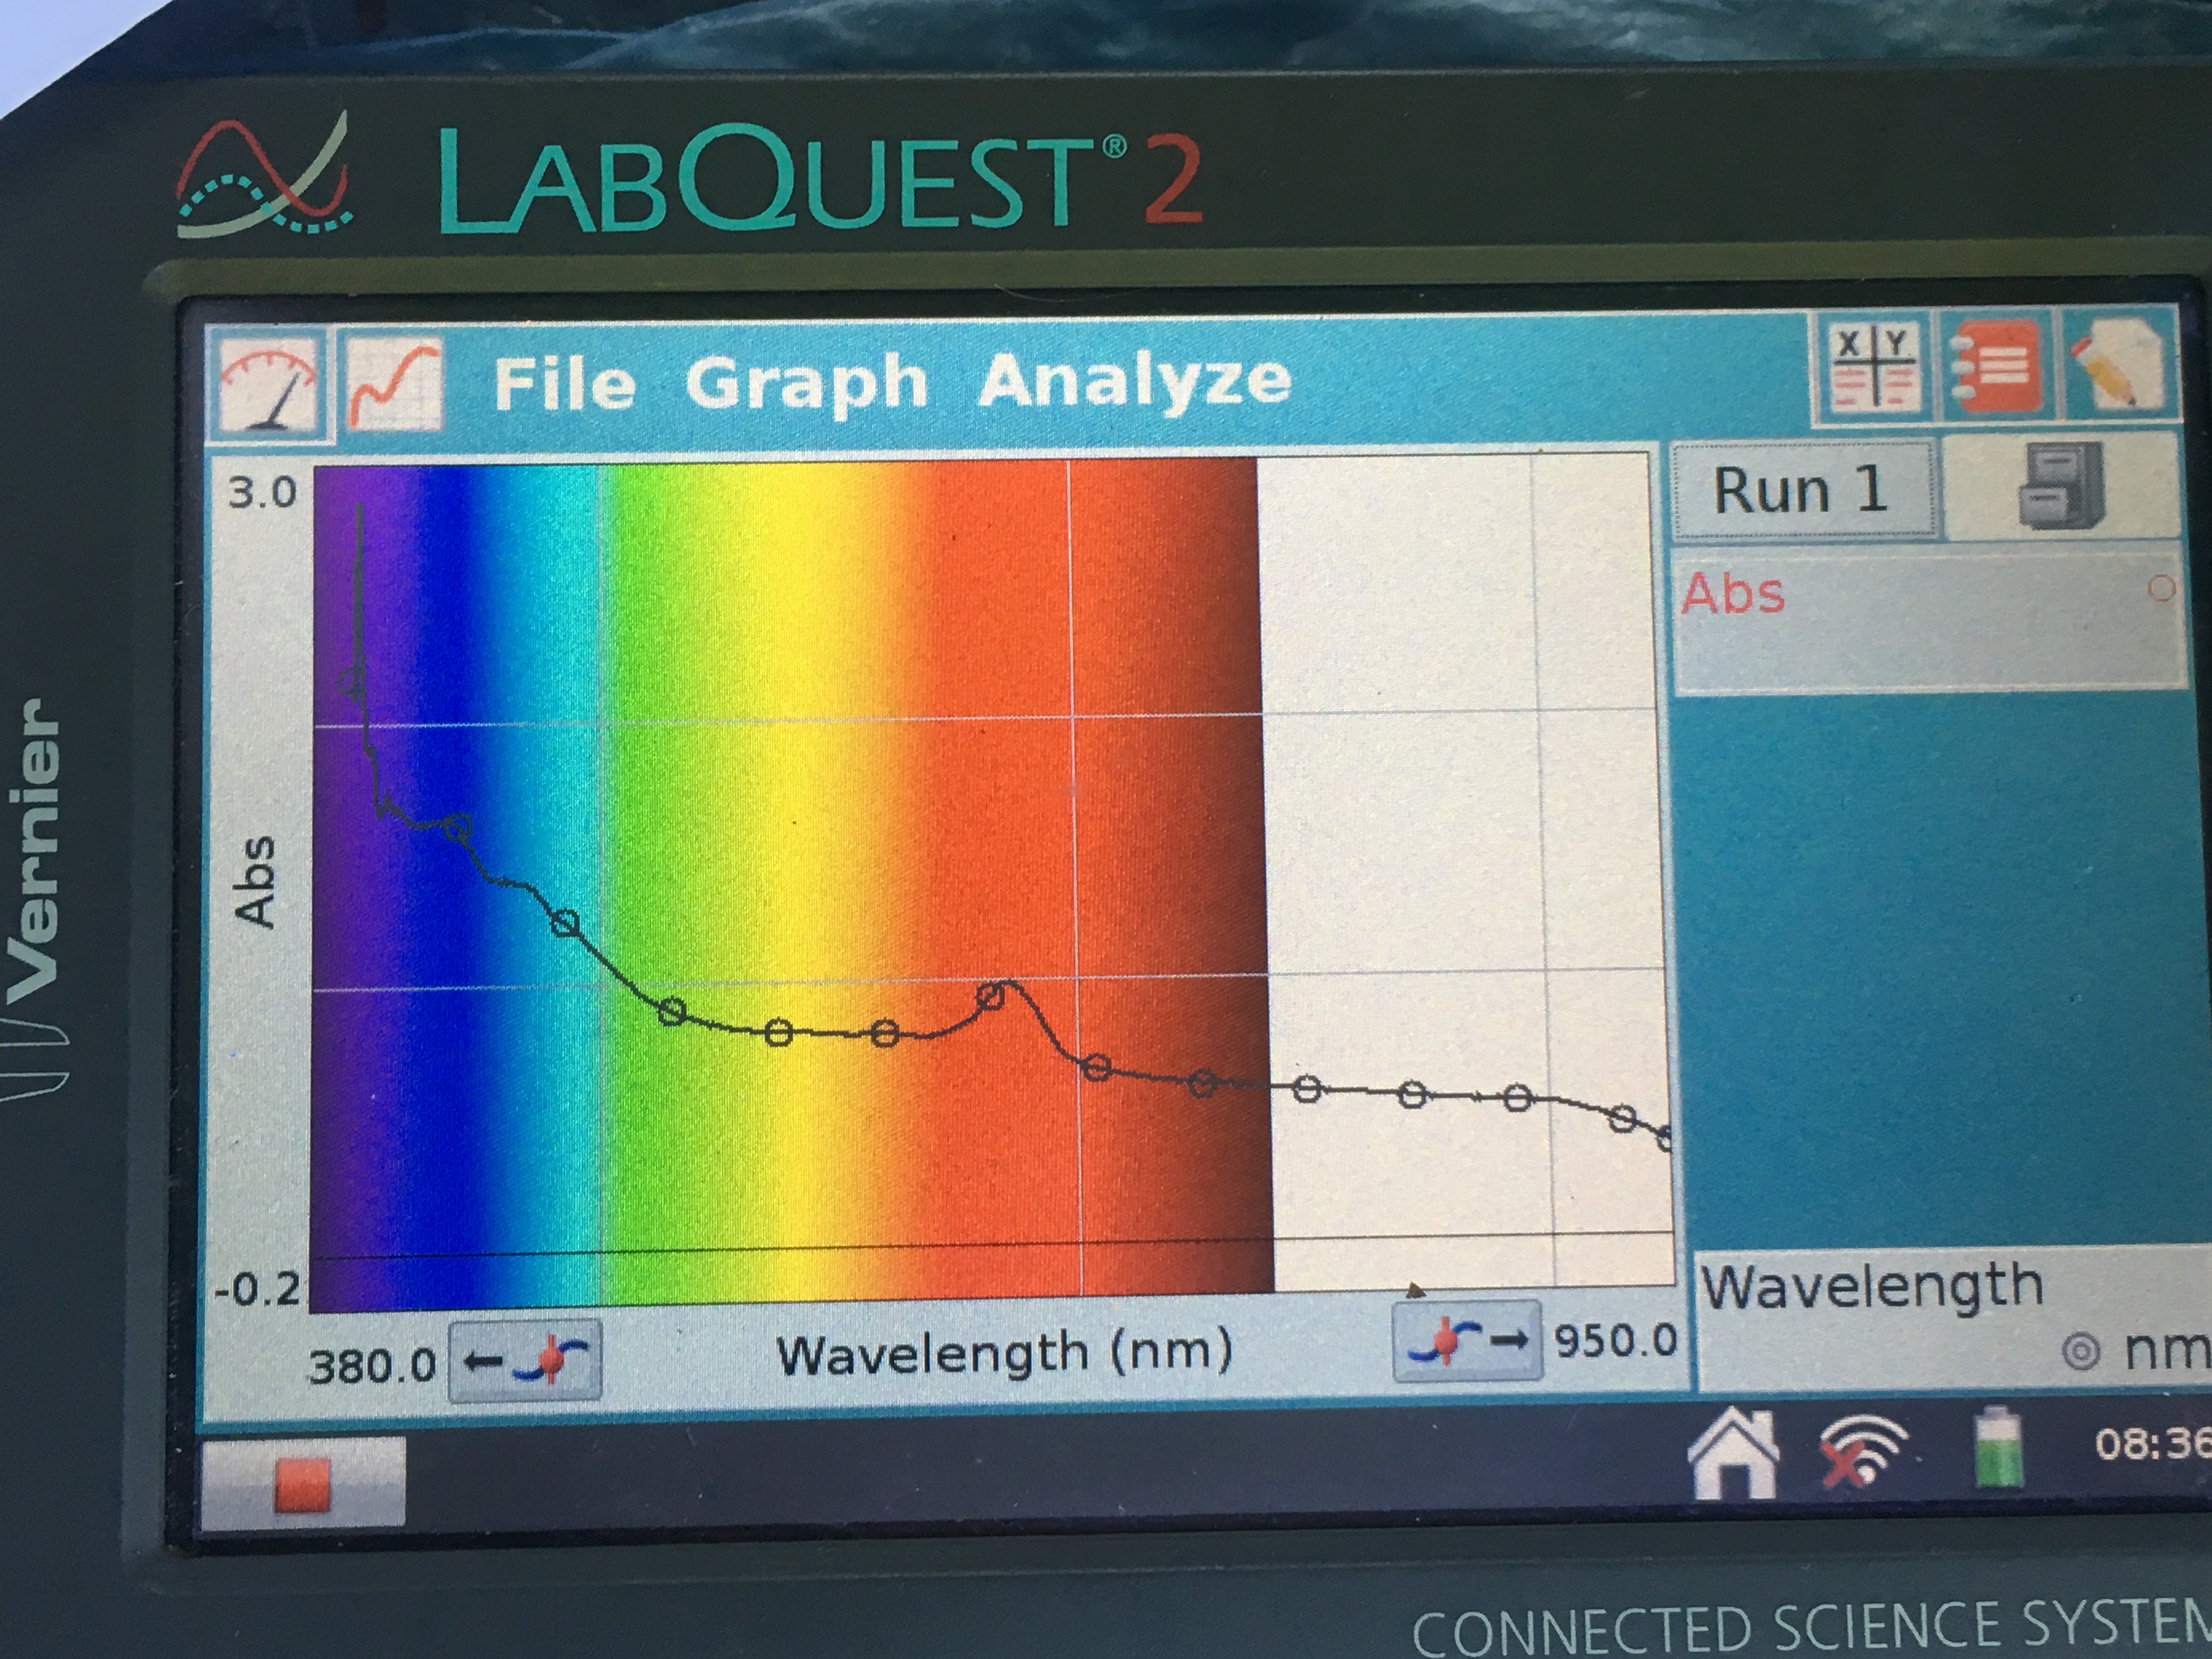 LABQUEST® 2
File Graph Analyze
X Y
3.0
Run 1
Abs
Vernier
Abs
-0.2
Wavelength
380.0
Wavelength (nm)
950.0
nm
08:36
CONNECTED SCIENCE SYSTEM